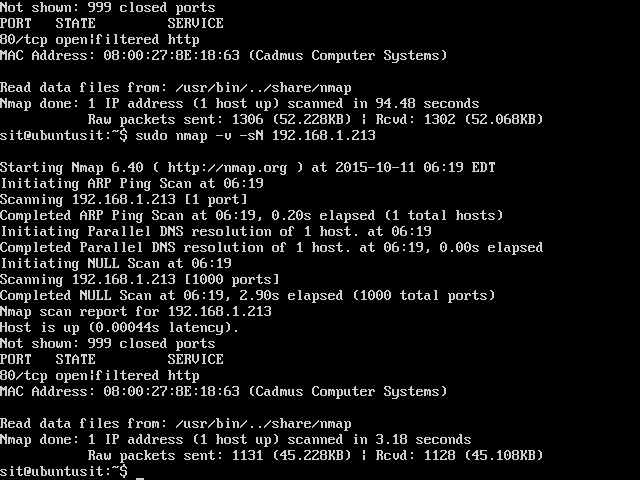 Not shown: 999 closed ports
PORT   STATE         SERVICE
80/tcp open|filtered http
MAC Address: 08:00:27:8E:18:63 (Cadmus Computer Systems)

Read data files from: /usr/bin/../share/nmap
Nmap done: 1 IP address (1 host up) scanned in 94.48 seconds
           Raw packets sent: 1306 (52.228KB) | Rcvd: 1302 (52.068KB)
sit@ubuntusit:~$ sudo nmap -v -sN 192.168.1.213

Starting Nmap 6.40 ( http://nmap.org ) at 2015-10-11 06:19 EDT
Initiating ARP Ping Scan at 06:19
Scanning 192.168.1.213 [1 port]
Completed ARP Ping Scan at 06:19, 0.20s elapsed (1 total hosts)
Initiating Parallel DNS resolution of 1 host. at 06:19
Completed Parallel DNS resolution of 1 host. at 06:19, 0.00s elapsed
Initiating NULL Scan at 06:19
Scanning 192.168.1.213 [1000 ports]
Completed NULL Scan at 06:19, 2.90s elapsed (1000 total ports)
Nmap scan report for 192.168.1.213
Host is up (0.00044s latency).
Not shown: 999 closed ports
PORT   STATE         SERVICE
80/tcp open|filtered http
MAC Address: 08:00:27:8E:18:63 (Cadmus Computer Systems)

Read data files from: /usr/bin/../share/nmap
Nmap done: 1 IP address (1 host up) scanned in 3.18 seconds
           Raw packets sent: 1131 (45.228KB) | Rcvd: 1128 (45.108KB)
sit@ubuntusit:~$ _